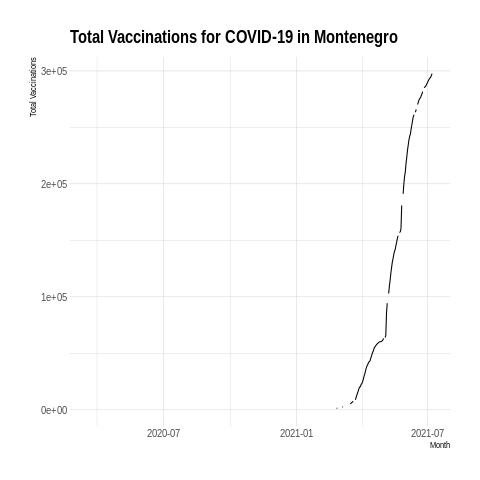 Total Vaccinations for COVID-19 in Montenegro
Total Vaccinations
3e+05
2e+05
1e+05
0e+00
2020-07
2021-01
2021-07
Month